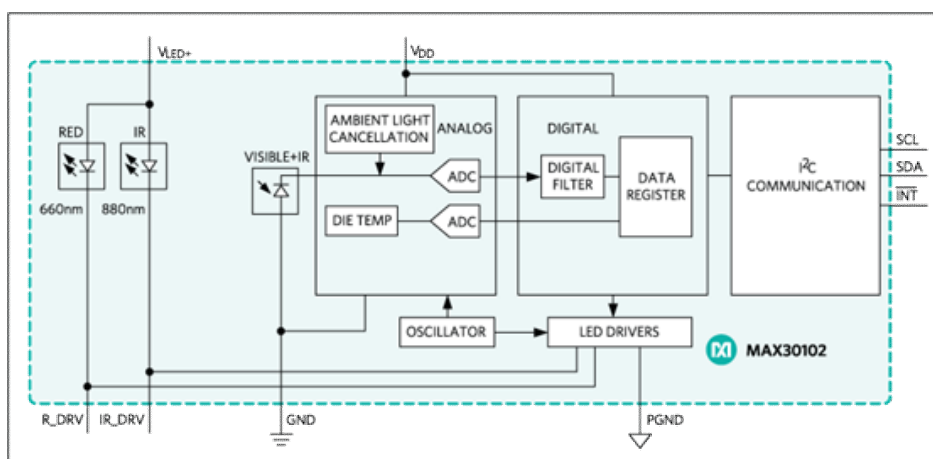 VLED+
VDD
RED
IR
660nm
880nm
VISIBLE+IR
AMBIENT LIGHT
CANCELLATION
ANALOG
ADC
DIE TEMP
ADC
DIGITAL
DIGITAL
FILTER
DATA
REGISTER
I²C
COMMUNICATION
SCL
SDA
INT
OSCILLATOR
LED DRIVERS
MAX30102
R_DRV
IR_DRV
GND
PGND